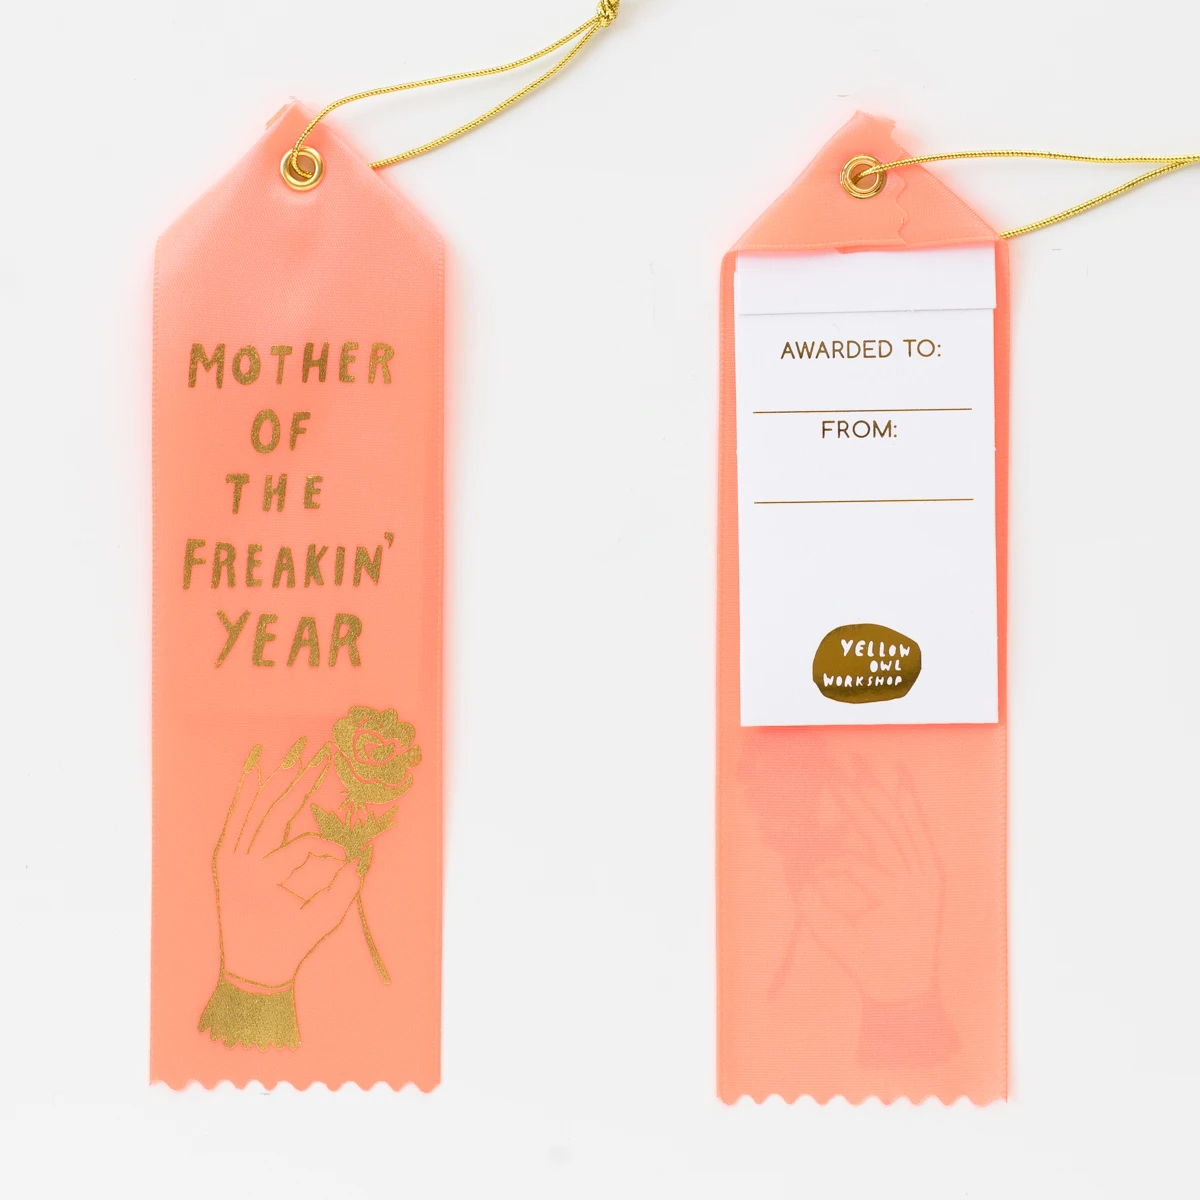 MOTHER
OF
THE
FREAKIN'
YEAR
AWARDED TO:
FROM:
YELLOW
OWL
WORKSHOP